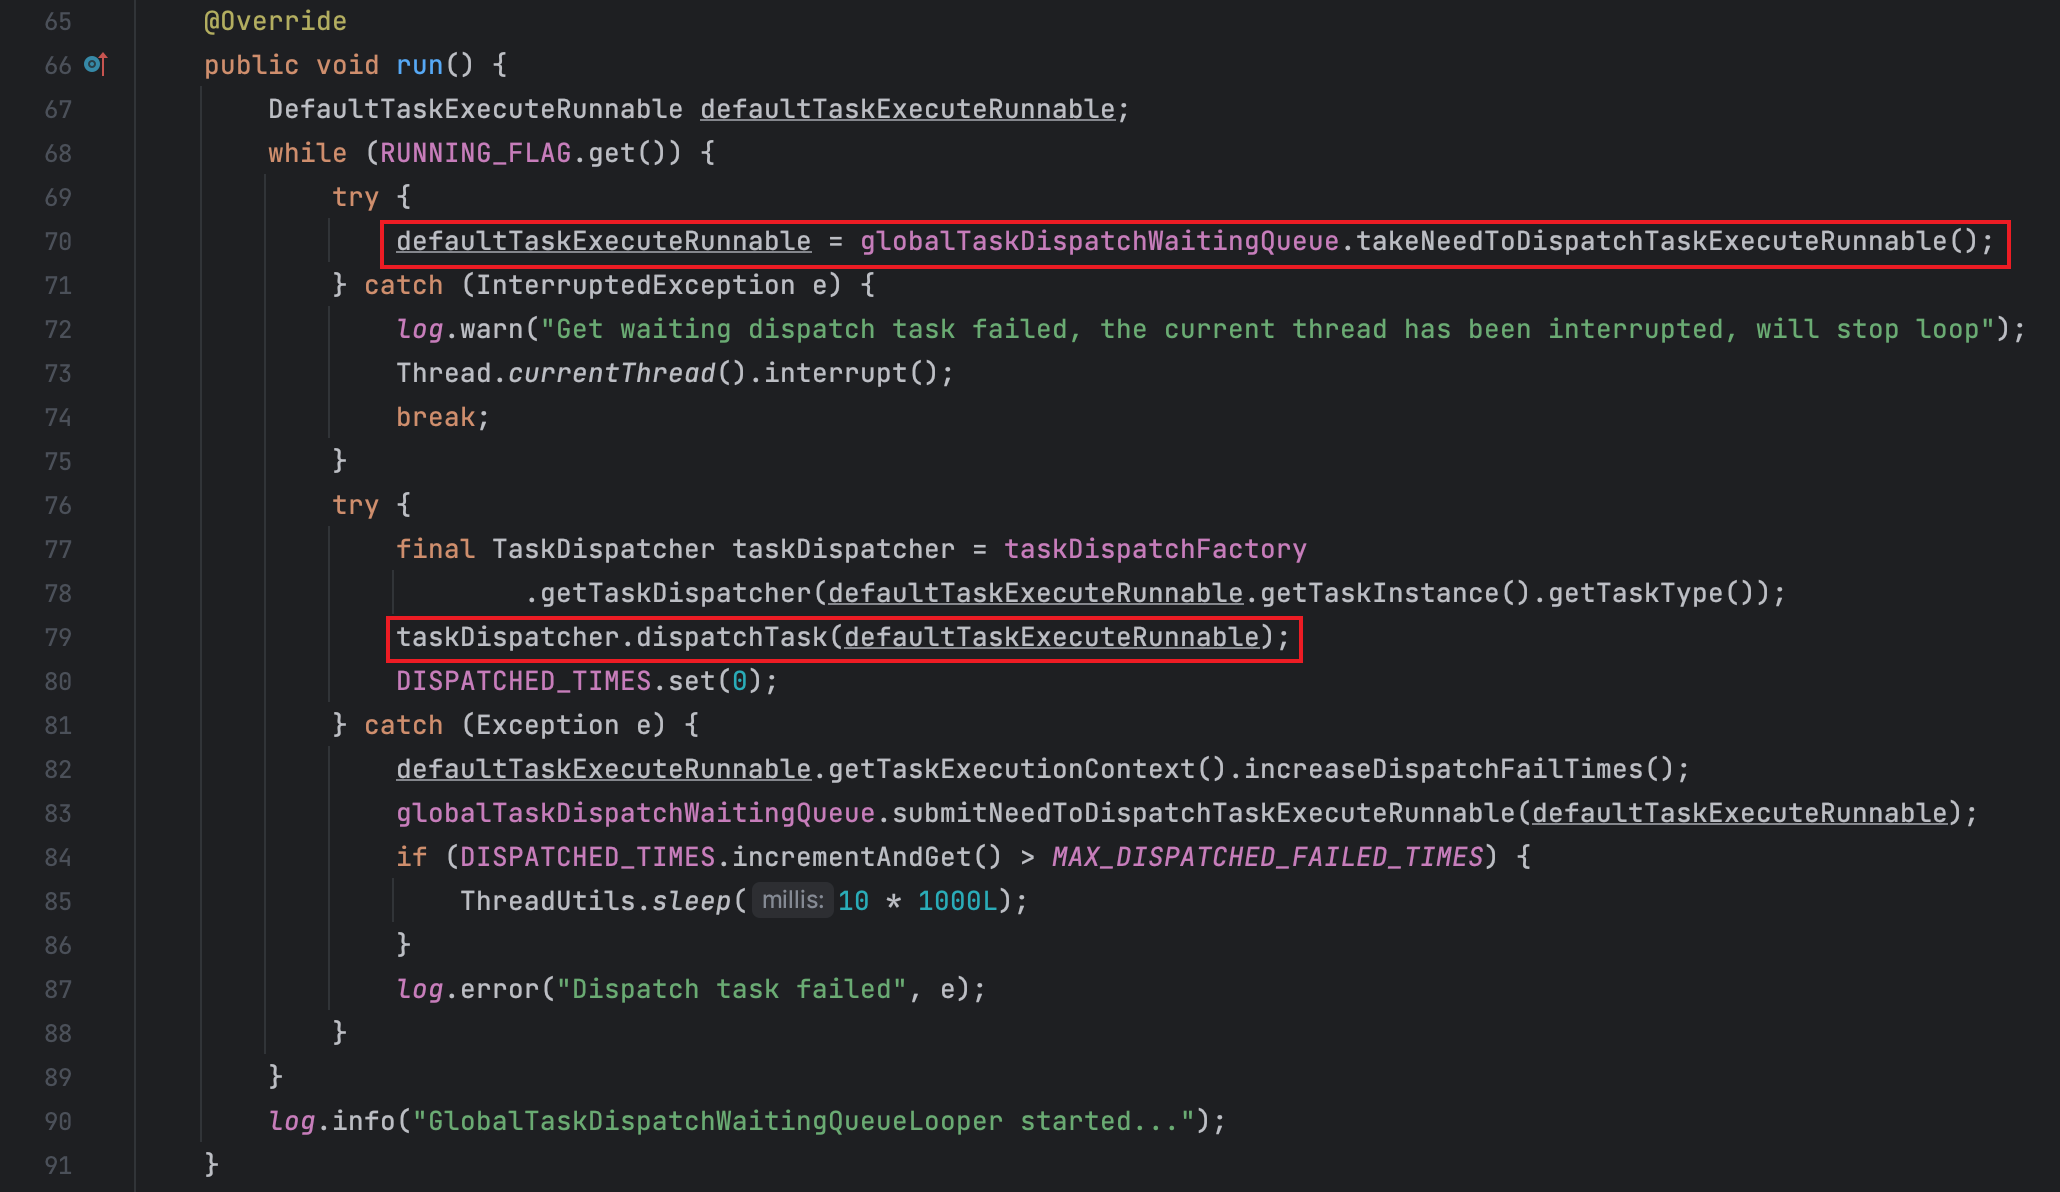 65 @Override
66 public void run() {
67 DefaultTaskExecuteRunnable defaultTaskExecuteRunnable;
68 while (RUNNING_FLAG.get()) {
69 try {
70 defaultTaskExecuteRunnable = globalTaskDispatchWaitingQueue.takeNeedToDispatchTaskExecuteRunnable();
71 } catch (InterruptedException e) {
72 log.warn("Get waiting dispatch task failed, the current thread has been interrupted, will stop loop");
73 Thread.currentThread().interrupt();
74 break;
75 }
76 try {
77 final TaskDispatcher taskDispatcher = taskDispatchFactory
78 .getTaskDispatcher(defaultTaskExecuteRunnable.getTaskInstance().getTaskType());
79 taskDispatcher.dispatchTask(defaultTaskExecuteRunnable);
80 DISPATCHED_TIMES.set(0);
81 } catch (Exception e) {
82 defaultTaskExecuteRunnable.getTaskExecutionContext().increaseDispatchFailTimes();
83 globalTaskDispatchWaitingQueue.submitNeedToDispatchTaskExecuteRunnable(defaultTaskExecuteRunnable);
84 if (DISPATCHED_TIMES.incrementAndGet() > MAX_DISPATCHED_FAILED_TIMES) {
85 ThreadUtils.sleep( millis: 10 * 1000L);
86 }
87 log.error("Dispatch task failed", e);
88 }
89 }
90 log.info("GlobalTaskDispatchWaitingQueueLooper started...");
91 }